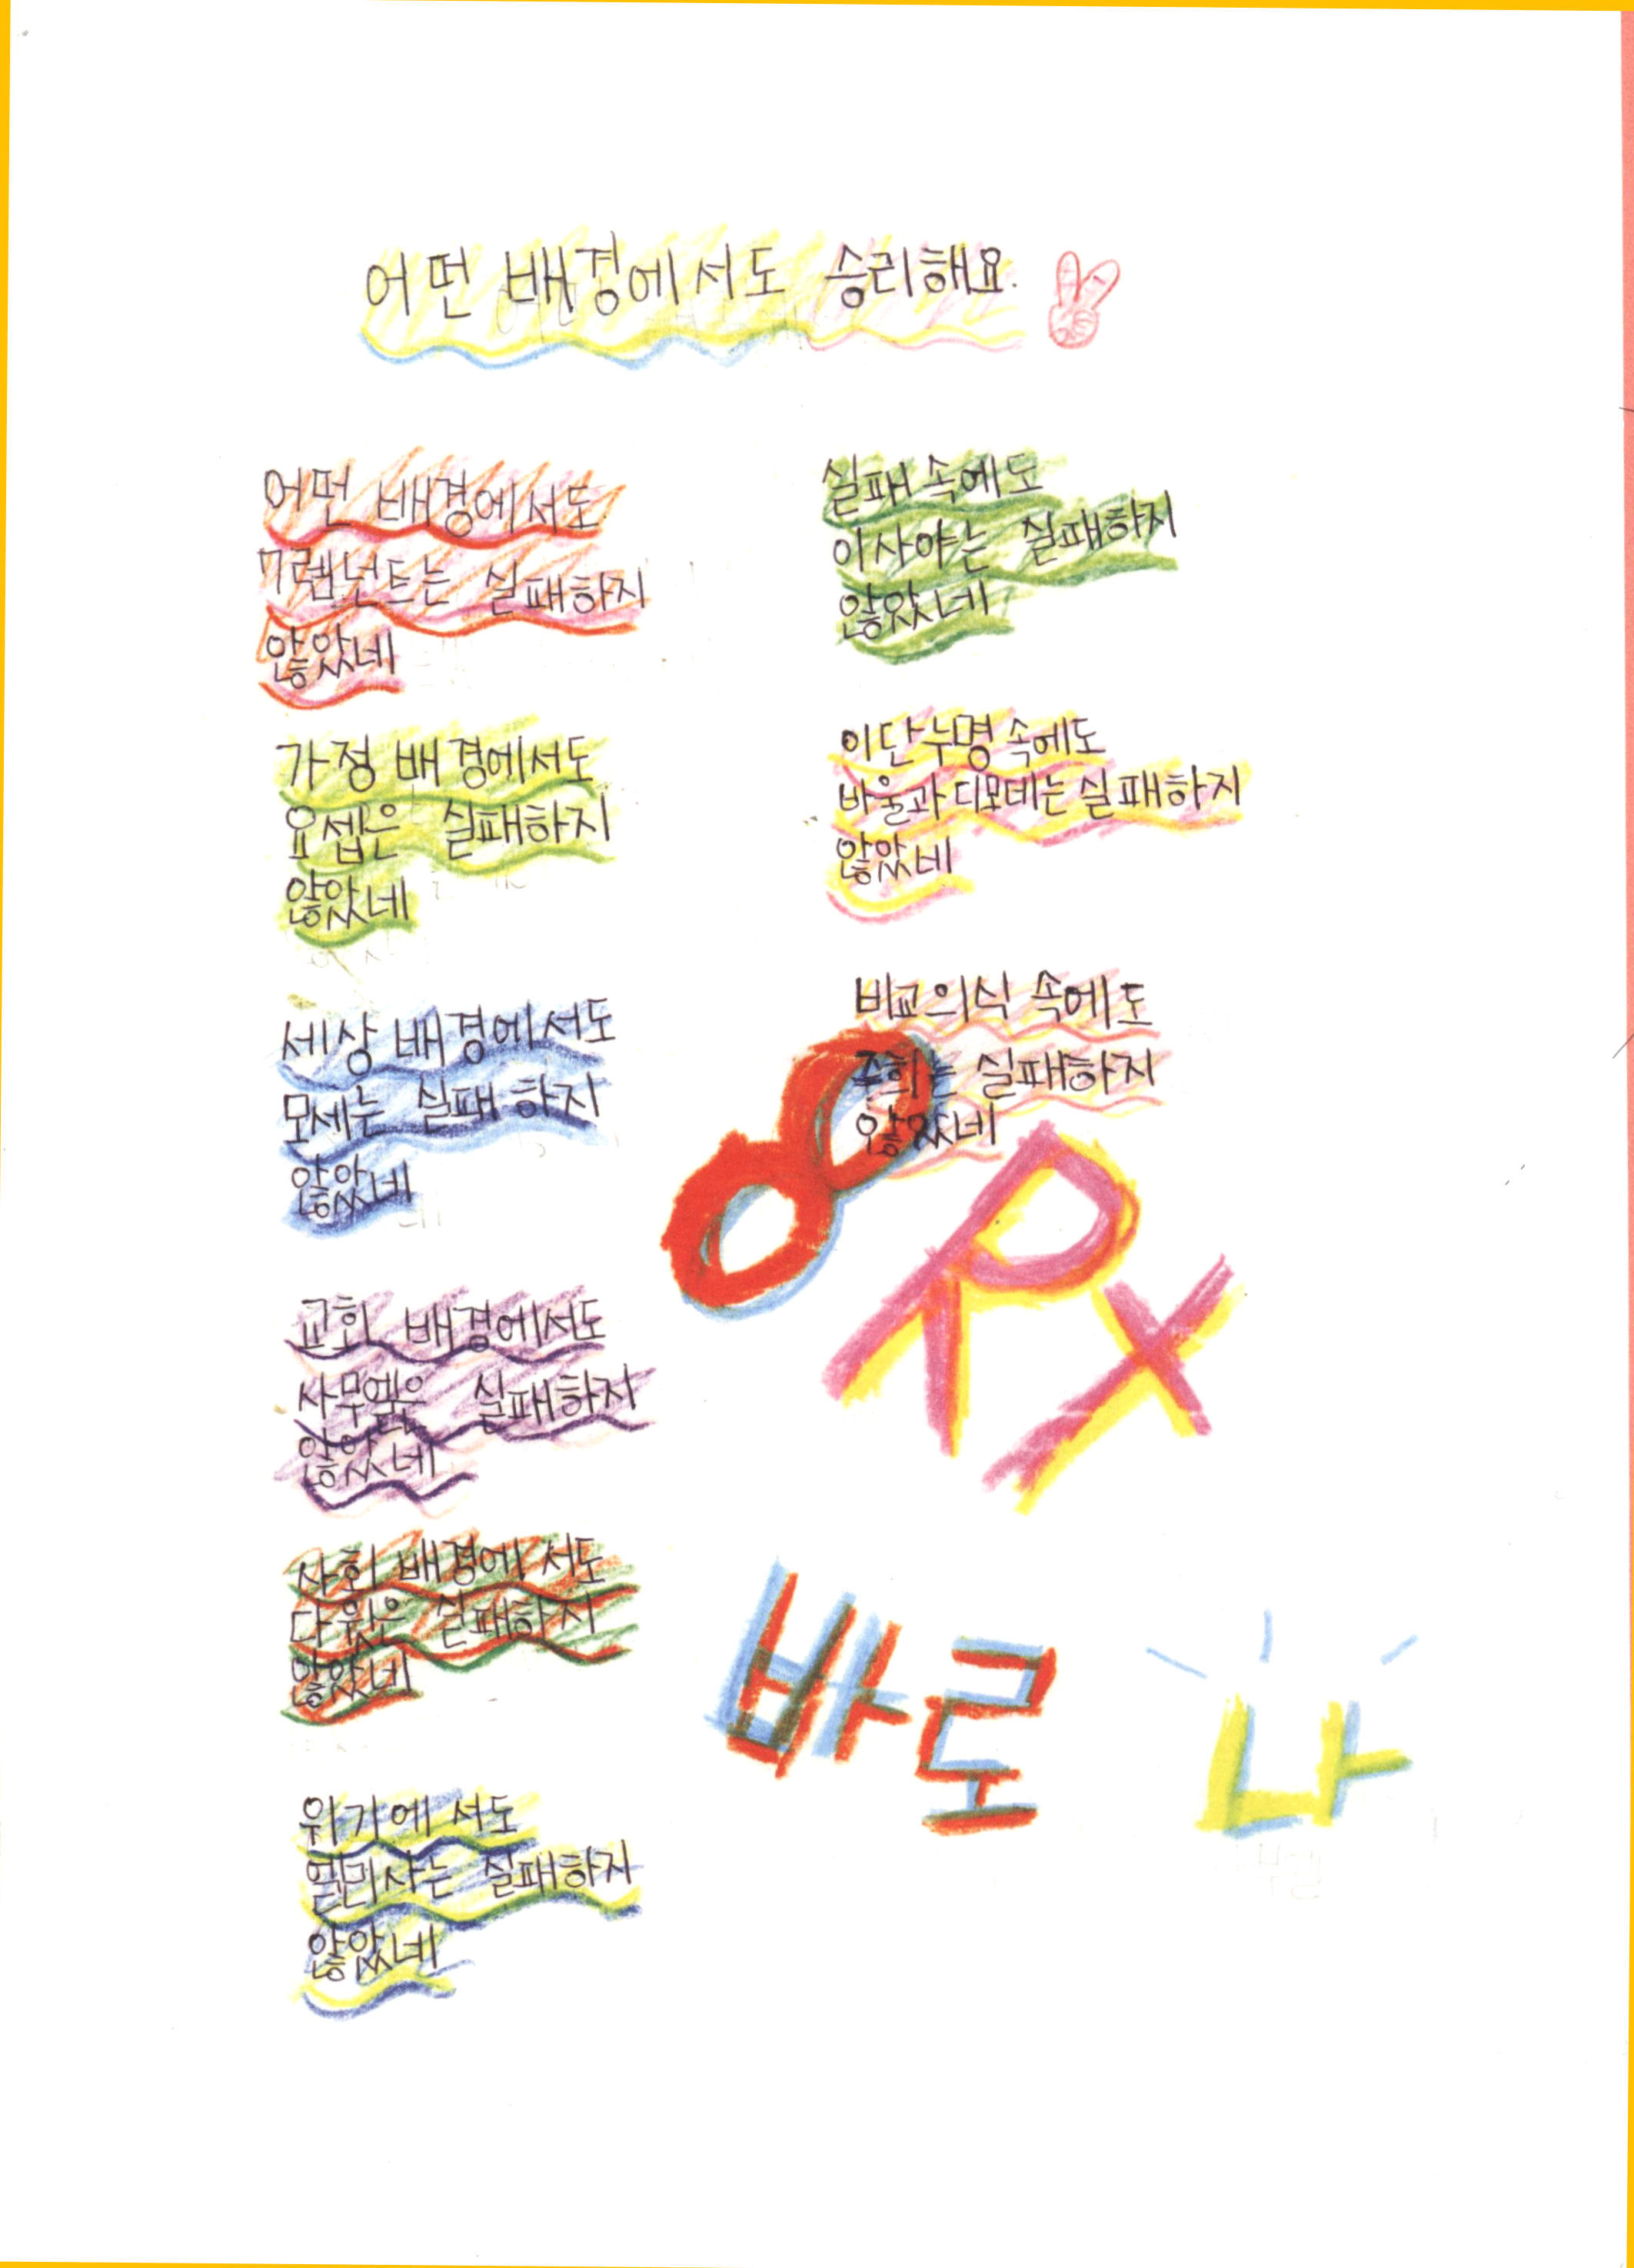 어떤 배경에서도 승리해요.
어떤 배경에서도
7렘넌트는 실패하지
않았네
가정 배경에서도
요셉은 실패하지
않았네
세상 배경에서도
모세는 실패하지
않았네
교회 배경에서도
사무엘은 실패하지
않았네
사회 배경에서도
다윗은 실패하지
않았네
위기에서도
엘리사는 실패하지
않았네
실패 속에도
이사야는 실패하지
않았네
이단누명 속에도
바울과 디모데는 실패하지
않았네
비교의식 속에도
주희는 실패하지
않았네
8
Rx
바로 나